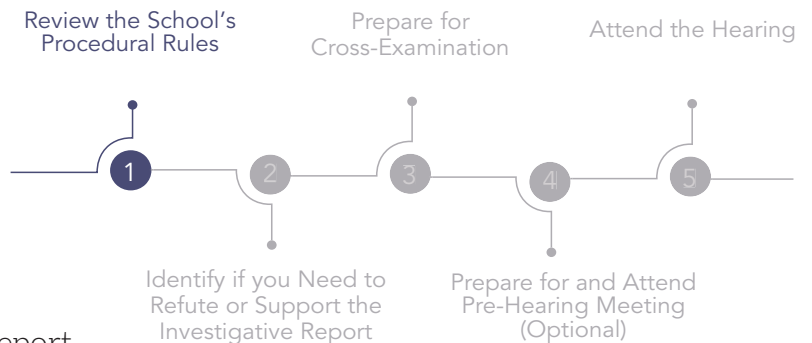 Review the School's
Procedural Rules
Prepare for
Cross-Examination
Attend the Hearing
1
2
3
4
5
Identify if you Need to
Refute or Support the
Investigative Report
Prepare for and Attend
Pre-Hearing Meeting
(Optional)